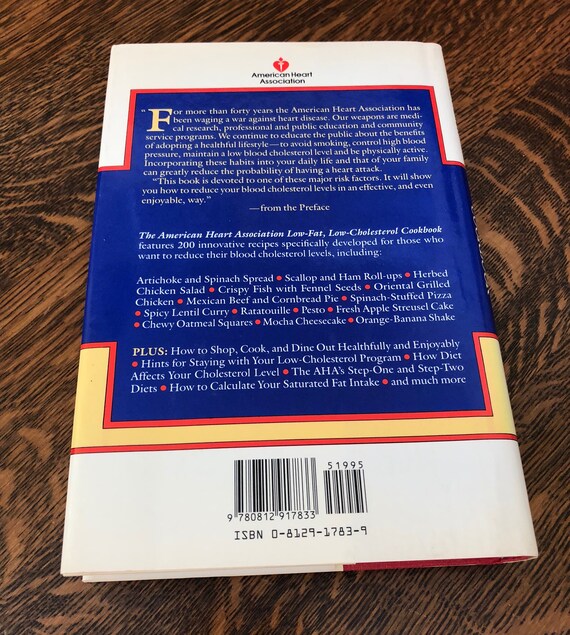 American Heart
Association
“For more than forty years the American Heart Association has
been waging a war against heart disease. Our weapons are medi-
cal research, professional and public education and community
service programs. We continue to educate the public about the benefits
of adopting a healthful lifestyle—to avoid smoking, control high blood
pressure, maintain a low blood cholesterol level and be physically active.
Incorporating these habits into your daily life and that of your family
can greatly reduce the probability of having a heart attack.
“This book is devoted to one of these major risk factors. It will show
you how to reduce your blood cholesterol levels in an effective, and even
enjoyable, way.”
—from the Preface
The American Heart Association Low-Fat, Low-Cholesterol Cookbook
features 200 innovative recipes specifically developed for those who
want to reduce their blood cholesterol levels, including:
Artichoke and Spinach Spread • Scallop and Ham Roll-ups • Herbed
Chicken Salad • Crispy Fish with Fennel Seeds • Oriental Grilled
Chicken • Mexican Beef and Cornbread Pie • Spinach-Stuffed Pizza
• Spicy Lentil Curry • Ratatouille • Pesto • Fresh Apple Streusel Cake
• Chewy Oatmeal Squares • Mocha Cheesecake • Orange-Banana Shake
PLUS: How to Shop, Cook, and Dine Out Healthfully and Enjoyably
• Hints for Staying with Your Low-Cholesterol Program • How Diet
Affects Your Cholesterol Level • The AHA's Step-One and Step-Two
Diets • How to Calculate Your Saturated Fat Intake • and much more
51995
9 780812 917833
ISBN 0-8129-1783-9